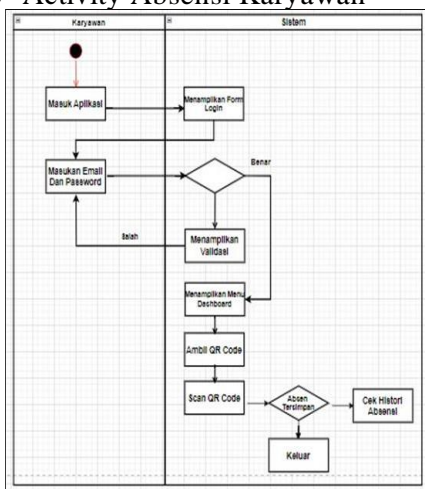 Activity Absensi Karyawan
Karyawan
Sistem
Masuk Aplikasi
Menampilkan Form
Login
Masukan Email
Dan Password
Benar
Salah
Menampilkan
Validasi
Menampilkan Menu
Dashboard
Ambil QR Code
Scan QR Code
Absen
Tersimpan
Cek Histori
Absensi
Keluar